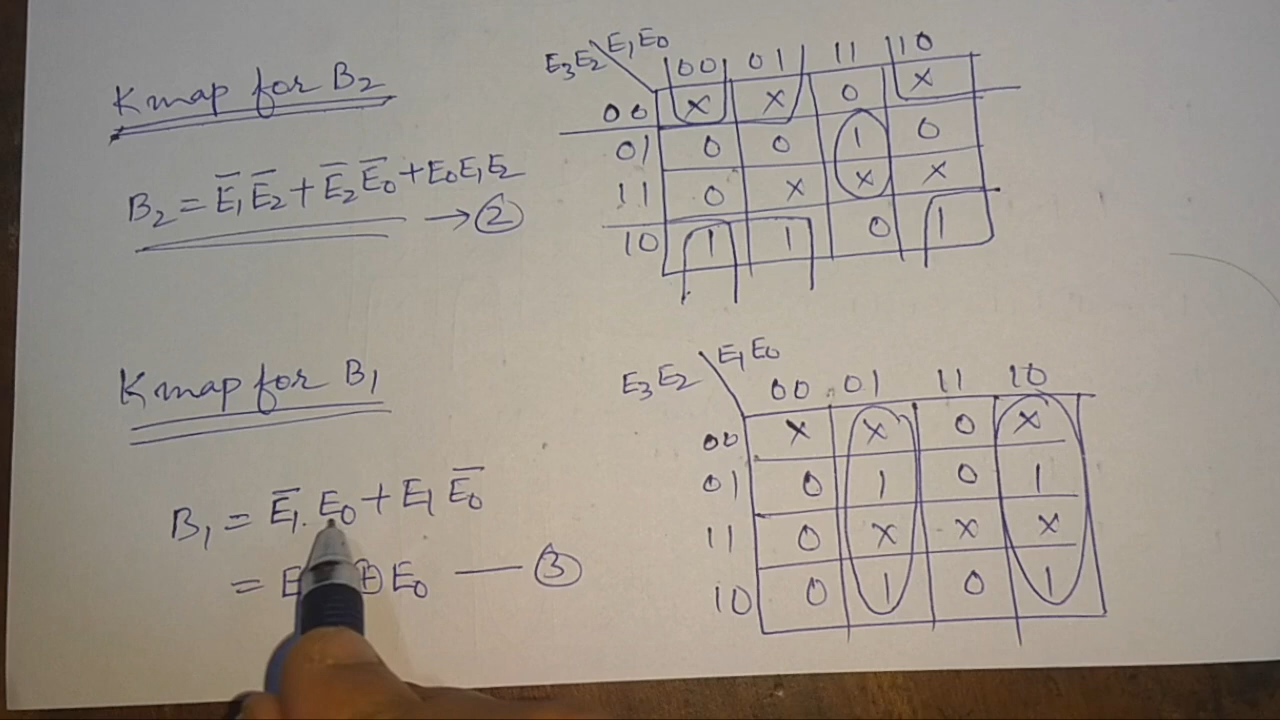 K map for B₂
E₃E₂ \ E₁E₀
00 01 11 10
00 x x 0 x
01 0 0 1 0
11 0 x x x
10 1 1 0 1
B₂ = E̅₁E̅₂ + E̅₂E̅₀ + E₀E₁E₂
→ ②
K map for B₁
E₃E₂ \ E₁E₀
00 01 11 10
00 x x 0 x
01 0 1 0 1
11 0 x x x
10 0 1 0 1
B₁ = E̅₁.E₀ + E₁E̅₀
= E ⊕ E₀ — ③